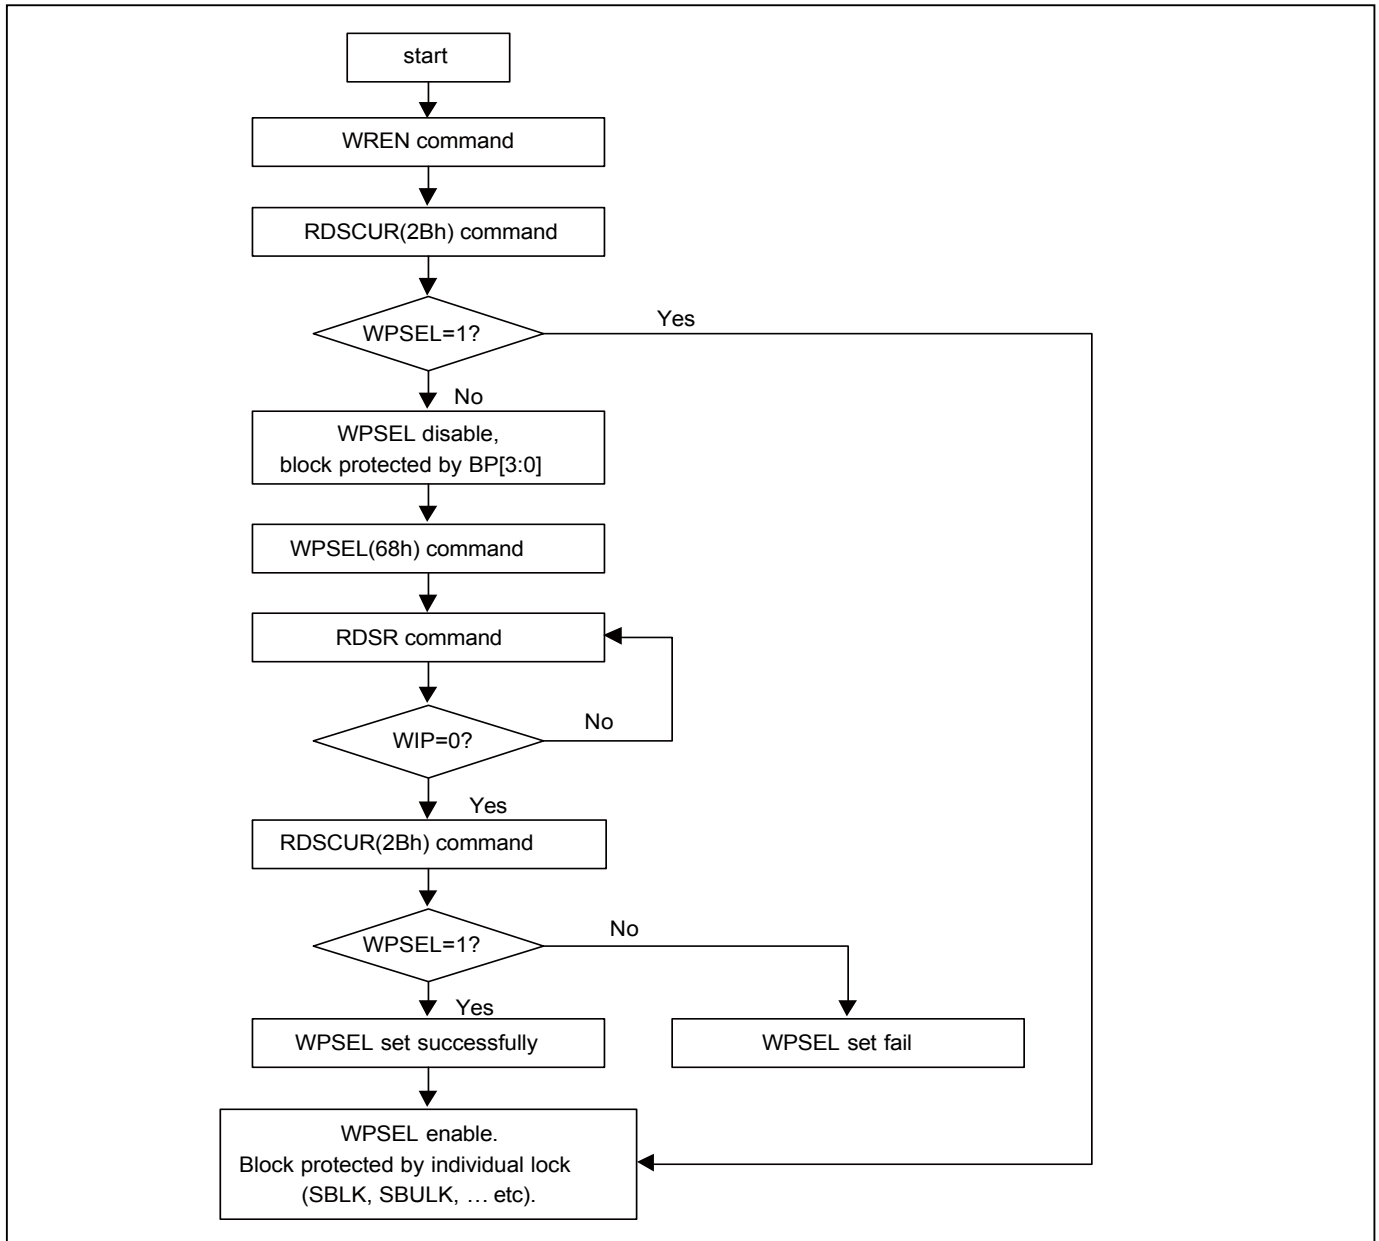 start
WREN command
RDSCUR(2Bh) command
WPSEL=1?
Yes
No
WPSEL disable,
block protected by BP[3:0]
WPSEL(68h) command
RDSR command
WIP=0?
No
Yes
RDSCUR(2Bh) command
WPSEL=1?
No
Yes
WPSEL set successfully
WPSEL set fail
WPSEL enable.
Block protected by individual lock
(SBLK, SBULK, … etc).